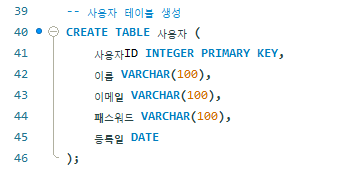 39 -- 사용자 테이블 생성
40 CREATE TABLE 사용자 (
41 사용자ID INTEGER PRIMARY KEY,
42 이름 VARCHAR(100),
43 이메일 VARCHAR(100),
44 패스워드 VARCHAR(100),
45 등록일 DATE
46 );